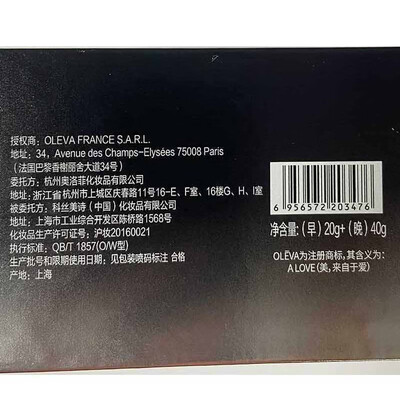 授权商：OLEVA FRANCE S.A.R.L.
地址：34, Avenue des Champs-Elysées 75008 Paris
（法国巴黎香榭丽舍大道34号）
委托方：杭州奥洛菲化妆品有限公司
地址：浙江省杭州市上城区庆春路11号16-E、F室、16楼G、H、I室
被委托方：科丝美诗（中国）化妆品有限公司
地址：上海市工业综合开发区陈桥路1568号
化妆品生产许可证号：沪妆20160021
执行标准号：QB/T 1857(O/W型)
生产批号和限期使用日期：见包装喷码标注 合格
产地：上海
6 956572 203476
净含量：(早) 20g+ (晚) 40g
OLĒVA为注册商标，其含义为：
A LOVE (美，来自于爱)